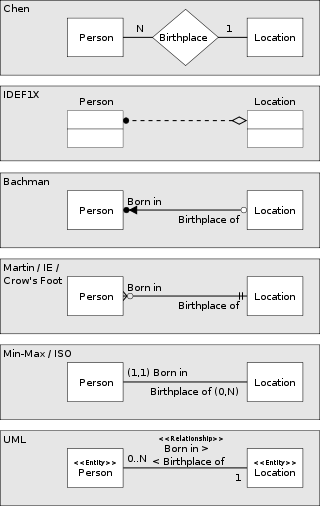 Chen
Person N Birthplace 1 Location
IDEF1X
Person Location
Bachman
Person Born in Birthplace of Location
Martin / IE /
Crow's Foot
Person Born in Birthplace of Location
Min-Max / ISO
Person (1,1) Born in Birthplace of (0,N) Location
UML
<<Relationship>>
Born in >
<<Entity>> 0..N < Birthplace of <<Entity>>
Person 1 Location